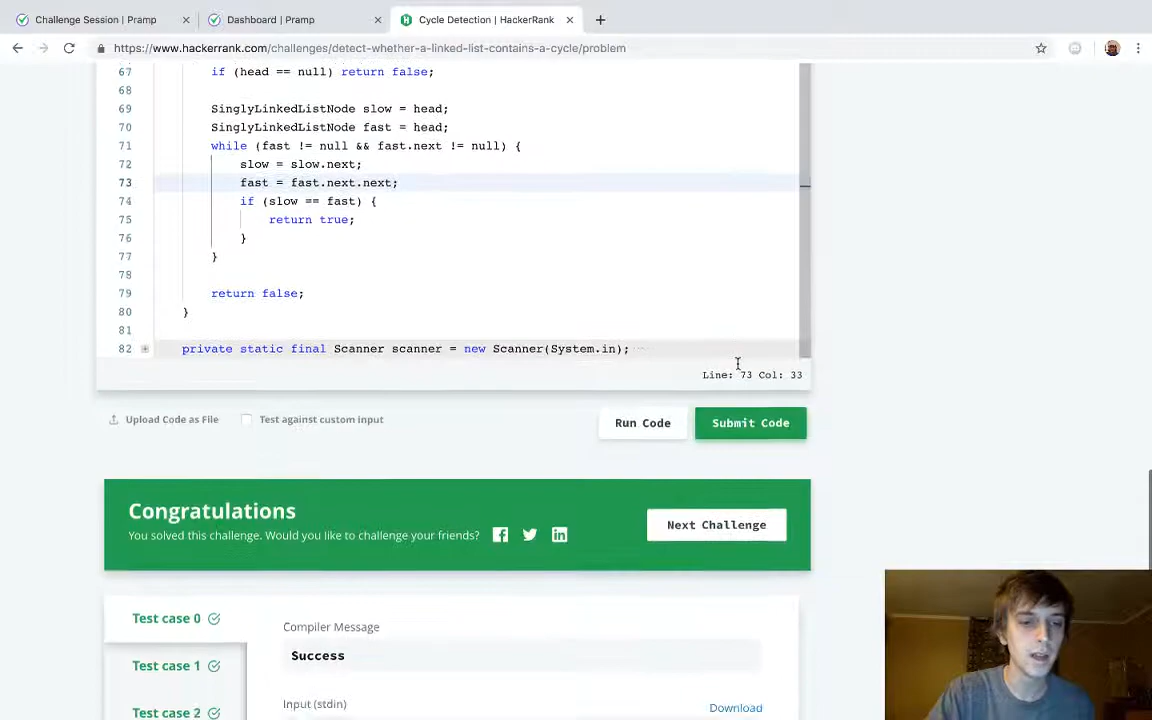 Challenge Session | Pramp
Dashboard | Pramp
Cycle Detection | HackerRank
https://www.hackerrank.com/challenges/detect-whether-a-linked-list-contains-a-cycle/problem
67 if (head == null) return false;
68
69 SinglyLinkedListNode slow = head;
70 SinglyLinkedListNode fast = head;
71 while (fast != null && fast.next != null) {
72 slow = slow.next;
73 fast = fast.next.next;
74 if (slow == fast) {
75 return true;
76 }
77 }
78
79 return false;
80 }
81
82 private static final Scanner scanner = new Scanner(System.in);
Line: 73 Col: 33
Upload Code as File Test against custom input Run Code Submit Code
Congratulations
You solved this challenge. Would you like to challenge your friends?
Next Challenge
Test case 0
Compiler Message
Success
Test case 1
Input (stdin) Download
Test case 2